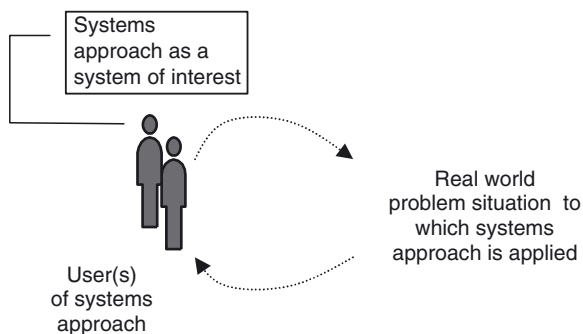 Systems
approach as a
system of interest
Real world
problem situation to
which systems
approach is applied
User(s)
of systems
approach